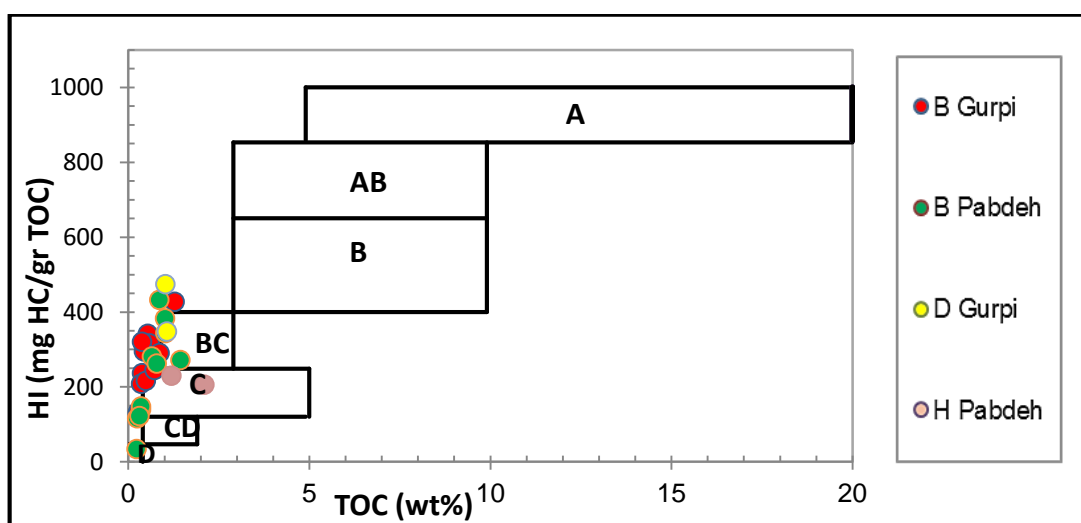 HI (mg HC/gr TOC)
1000
800
600
400
200
0
A
AB
B
BC
C
CD
D
0 5 10 15 20
TOC (wt%)
B Gurpi
B Pabdeh
D Gurpi
H Pabdeh